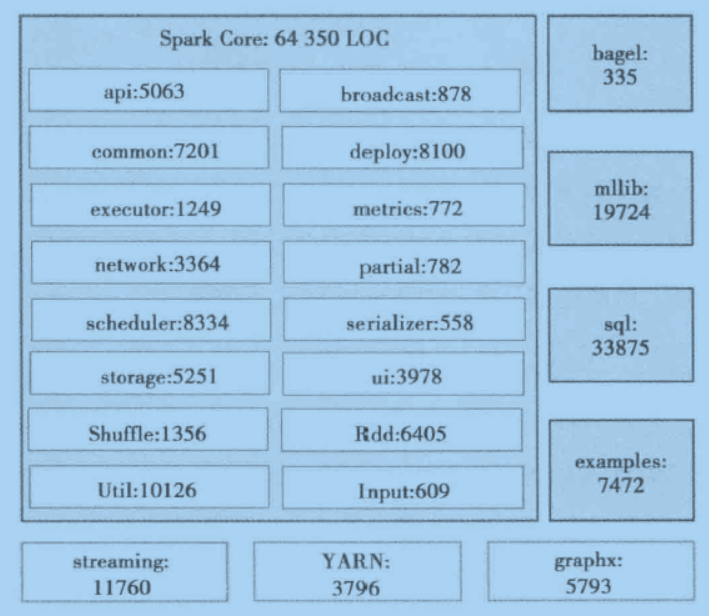 Spark Core: 64 350 LOC
api:5063
broadcast:878
common:7201
deploy:8100
executor:1249
metrics:772
network:3364
partial:782
scheduler:8334
serializer:558
storage:5251
ui:3978
Shuffle:1356
Rdd:6405
Util:10126
Input:609
bagel:
335
mllib:
19724
sql:
33875
examples:
7472
streaming:
11760
YARN:
3796
graphx:
5793